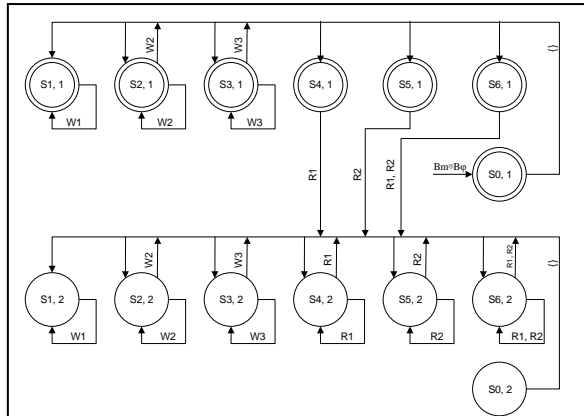 W2
W3
{}
S1, 1
S2, 1
S3, 1
S4, 1
S5, 1
S6, 1
W1
W2
W3
R1
R2
R1, R2
Bm≡Bφ
S0, 1
W2
W3
R1
R2
R1, R2
{}
S1, 2
S2, 2
S3, 2
S4, 2
S5, 2
S6, 2
W1
W2
W3
R1
R2
R1, R2
S0, 2